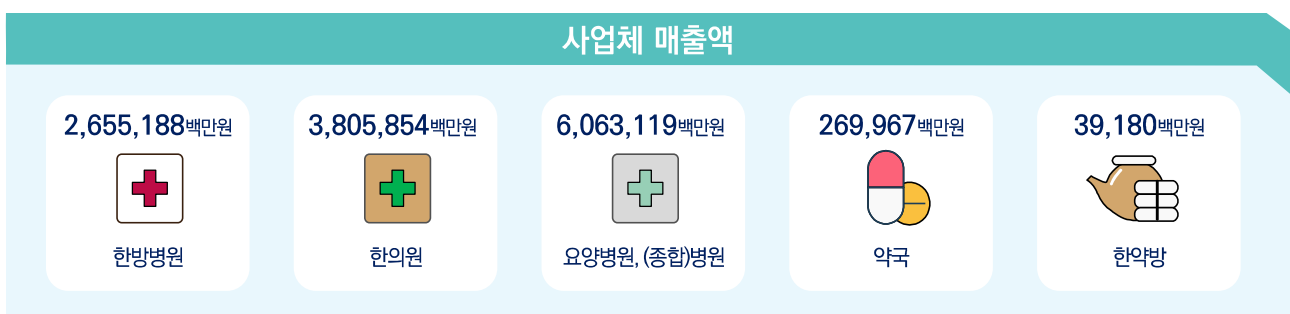 사업체 매출액
2,655,188백만원
한방병원
3,805,854백만원
한의원
6,063,119백만원
요양병원, (종합)병원
269,967백만원
약국
39,180백만원
한약방